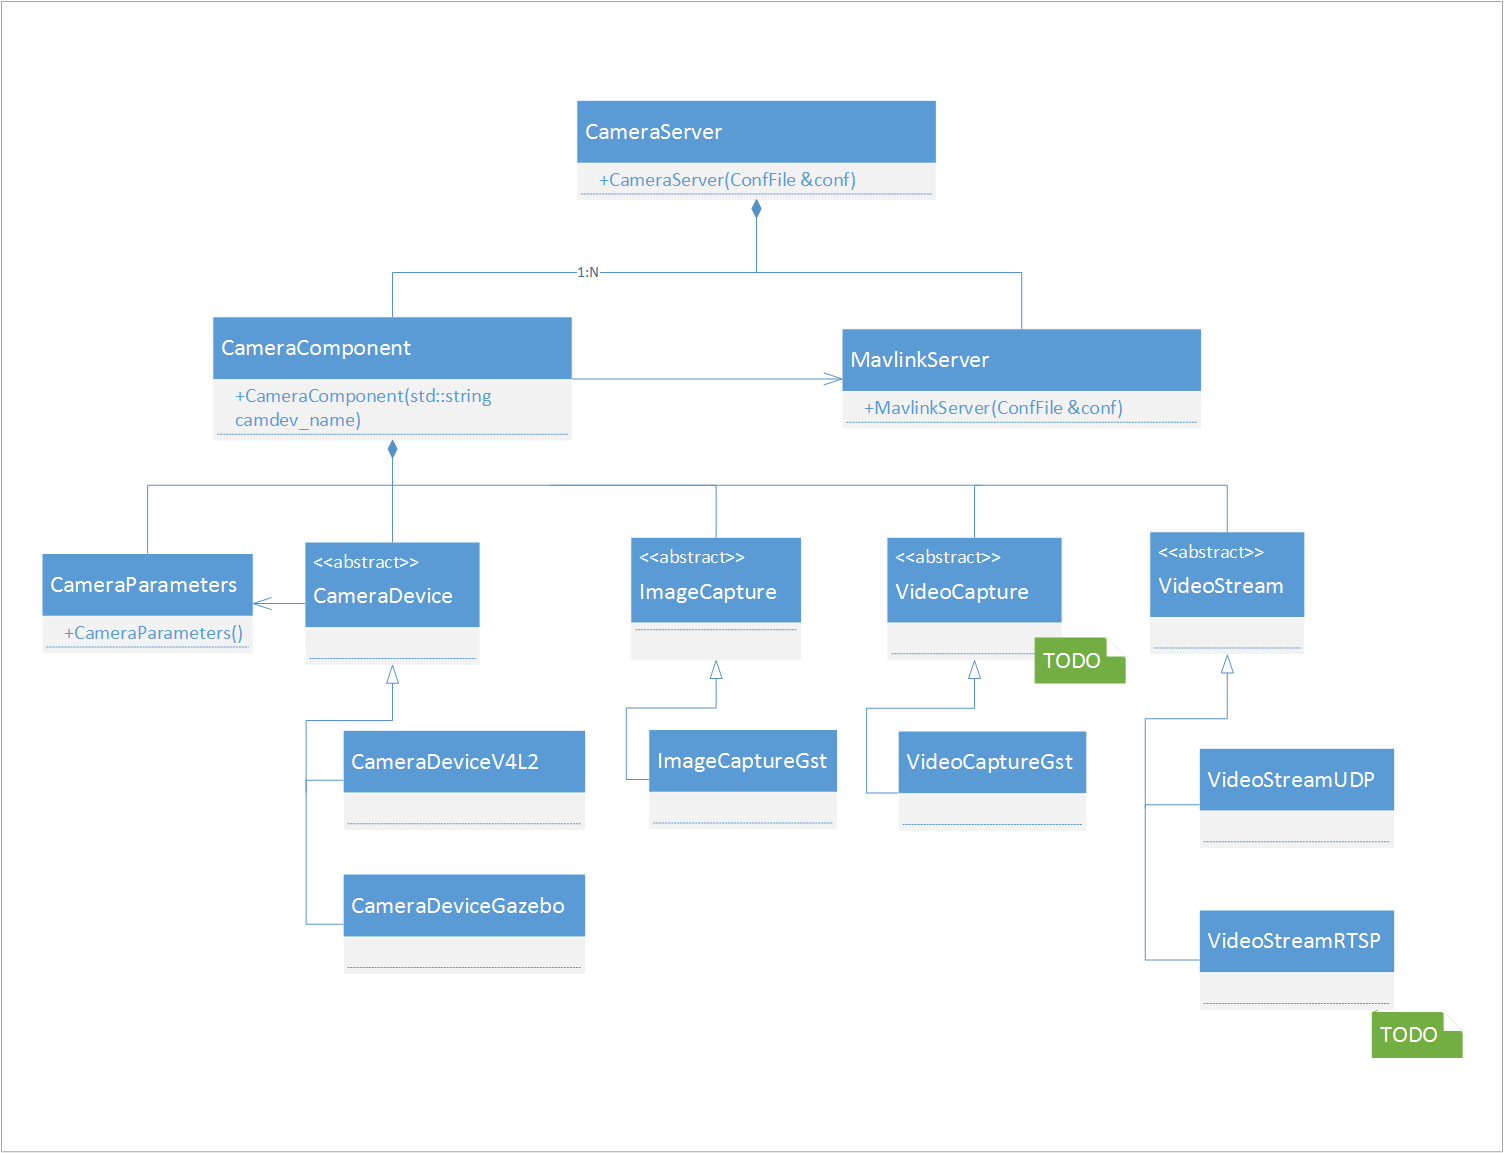 CameraServer
+CameraServer(ConfFile &conf)
1:N
CameraComponent
+CameraComponent(std::string
camdev_name)
MavlinkServer
+MavlinkServer(ConfFile &conf)
CameraParameters
+CameraParameters()
<<abstract>>
CameraDevice
<<abstract>>
ImageCapture
<<abstract>>
VideoCapture
TODO
<<abstract>>
VideoStream
CameraDeviceV4L2
ImageCaptureGst
VideoCaptureGst
VideoStreamUDP
CameraDeviceGazebo
VideoStreamRTSP
TODO